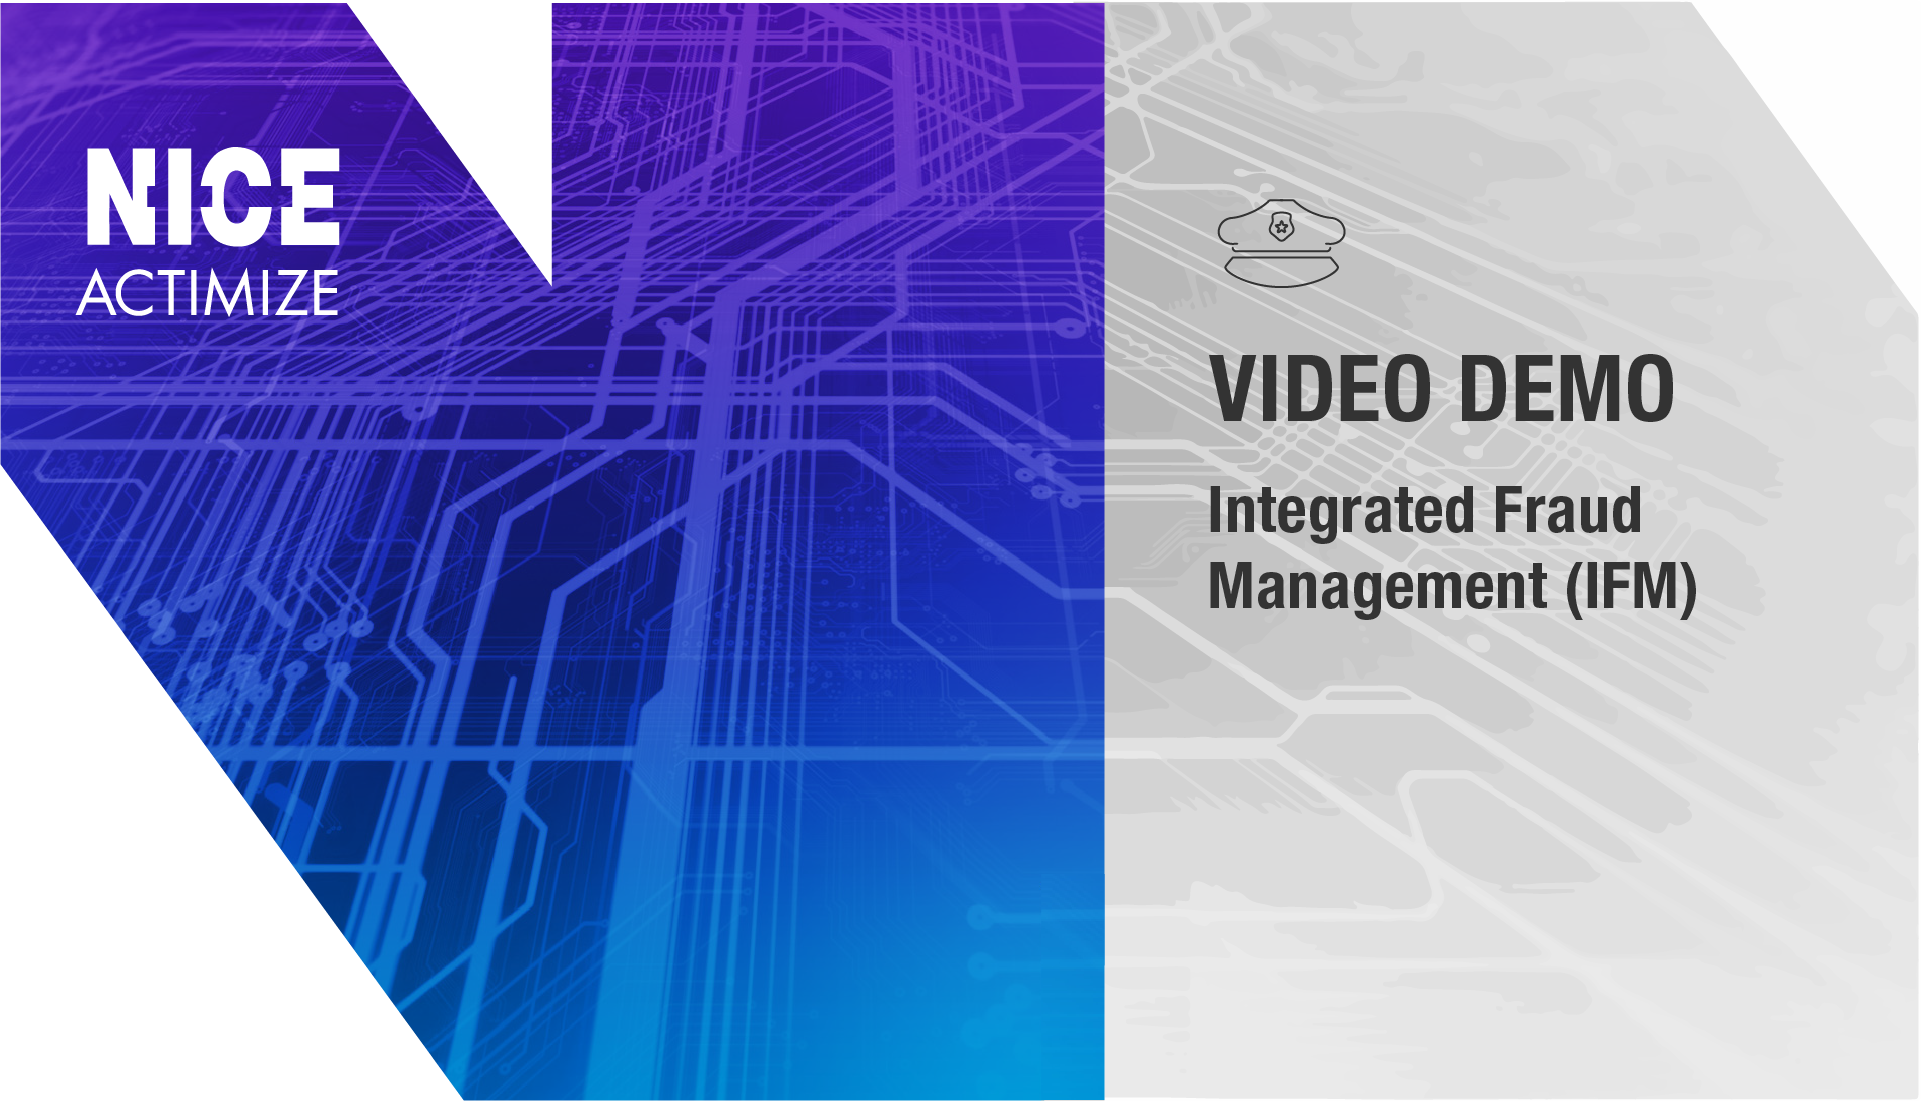 NICE
ACTIMIZE
VIDEO DEMO
Integrated Fraud
Management (IFM)